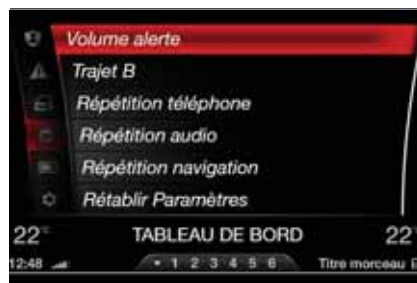 Volume alerte
Trajet B
Répétition téléphone
Répétition audio
Répétition navigation
Rétablir Paramètres
22° TABLEAU DE BORD 22°
12:48 1 2 3 4 5 6 Titre morceau